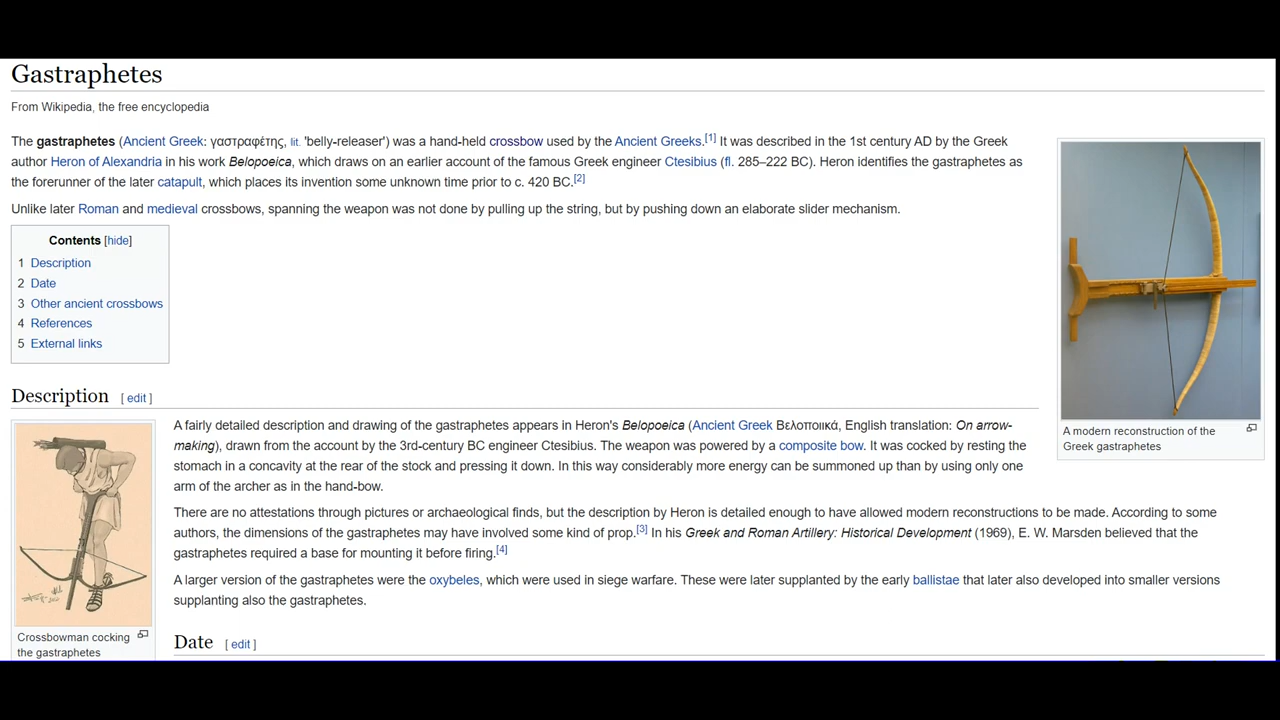 Gastraphetes
From Wikipedia, the free encyclopedia
The gastraphetes (Ancient Greek: γαστραφέτης, lit. 'belly-releaser') was a hand-held crossbow used by the Ancient Greeks.[1] It was described in the 1st century AD by the Greek
author Heron of Alexandria in his work Belopoeica, which draws on an earlier account of the famous Greek engineer Ctesibius (fl. 285–222 BC). Heron identifies the gastraphetes as
the forerunner of the later catapult, which places its invention some unknown time prior to c. 420 BC.[2]
Unlike later Roman and medieval crossbows, spanning the weapon was not done by pulling up the string, but by pushing down an elaborate slider mechanism.
Contents [hide]
1 Description
2 Date
3 Other ancient crossbows
4 References
5 External links
A modern reconstruction of the
Greek gastraphetes
Description [ edit ]
A fairly detailed description and drawing of the gastraphetes appears in Heron's Belopoeica (Ancient Greek Βελοποιικά, English translation: On arrow-
making), drawn from the account by the 3rd-century BC engineer Ctesibius. The weapon was powered by a composite bow. It was cocked by resting the
stomach in a concavity at the rear of the stock and pressing it down. In this way considerably more energy can be summoned up than by using only one
arm of the archer as in the hand-bow.
There are no attestations through pictures or archaeological finds, but the description by Heron is detailed enough to have allowed modern reconstructions to be made. According to some
authors, the dimensions of the gastraphetes may have involved some kind of prop.[3] In his Greek and Roman Artillery: Historical Development (1969), E. W. Marsden believed that the
gastraphetes required a base for mounting it before firing.[4]
A larger version of the gastraphetes were the oxybeles, which were used in siege warfare. These were later supplanted by the early ballistae that later also developed into smaller versions
supplanting also the gastraphetes.
Crossbowman cocking
the gastraphetes
Date [ edit ]